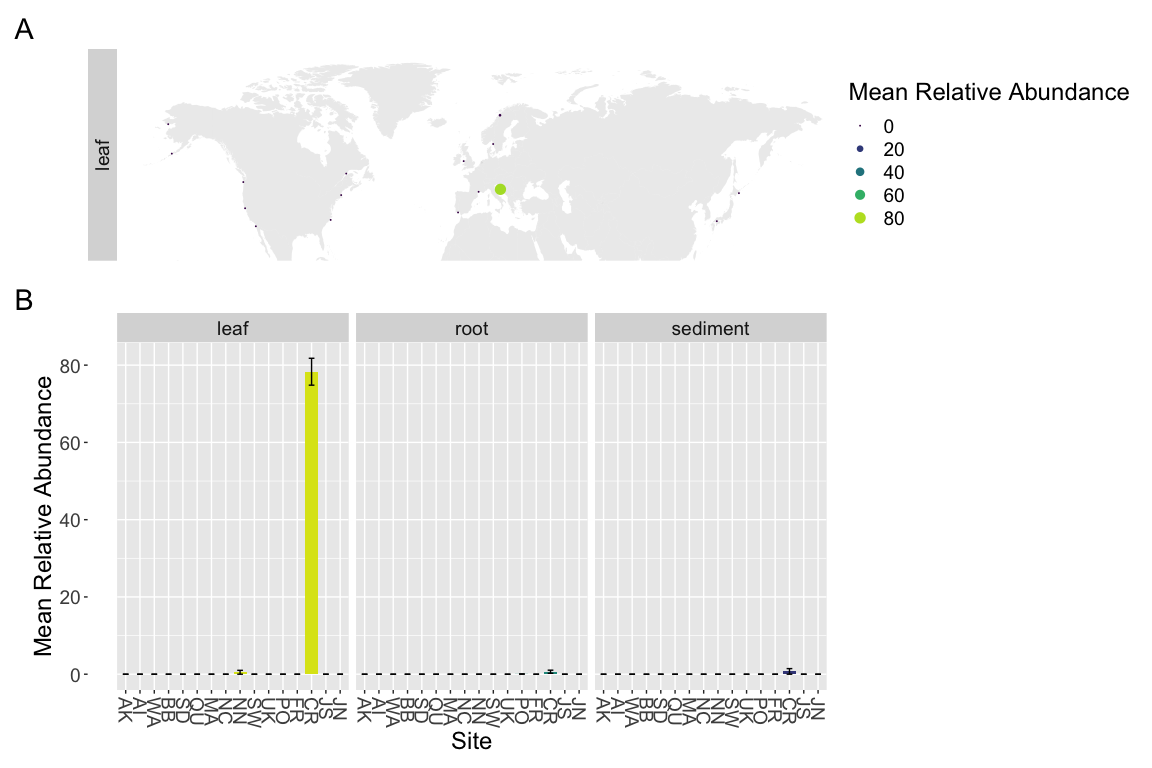 A
leaf
Mean Relative Abundance
0
20
40
60
80
B
leaf root sediment
Mean Relative Abundance
80
60
40
20
0
AK AI WA BB SD QU MA NC NN SW UK PO FR CR JS JN
AK AI WA BB SD QU MA NC NN SW UK PO FR CR JS JN
AK AI WA BB SD QU MA NC NN SW UK PO FR CR JS JN
Site